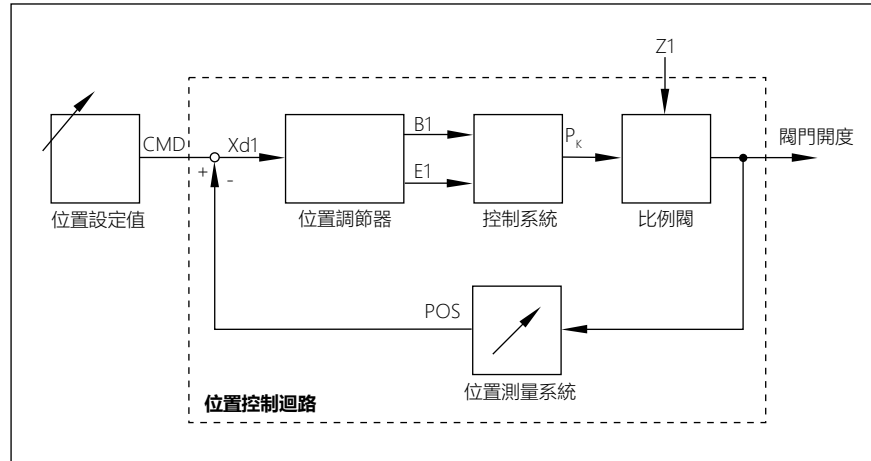 Z1
CMD
Xd1
B1
E1
P_K
閥門開度
+
-
位置設定值
位置調節器
控制系統
比例閥
POS
位置測量系統
位置控制迴路